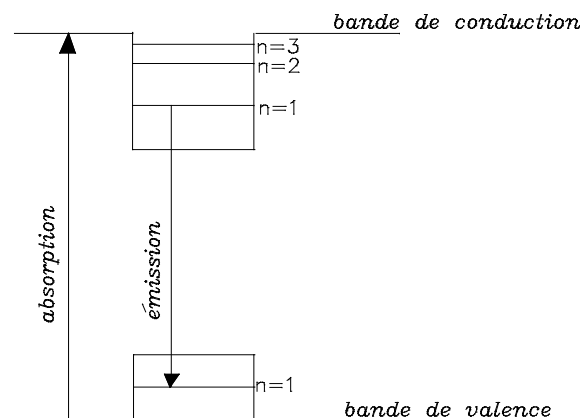 bande de conduction
n=3
n=2
n=1
absorption
émission
n=1
bande de valence